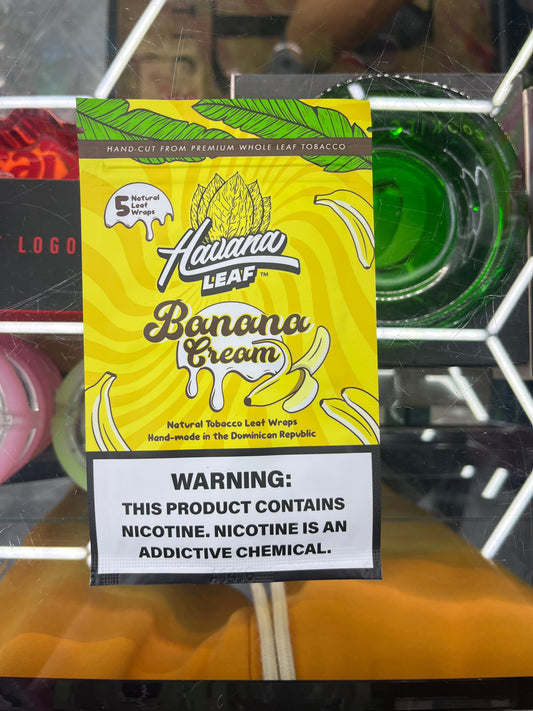 HAND-CUT FROM PREMIUM WHOLE LEAF TOBACCO
5 Natural
Leaf
Wraps
Havana
LEAF™
Banana
Cream
Natural Tobacco Leaf Wraps
Hand-made in the Dominican Republic
WARNING:
THIS PRODUCT CONTAINS
NICOTINE. NICOTINE IS AN
ADDICTIVE CHEMICAL.
LOGO